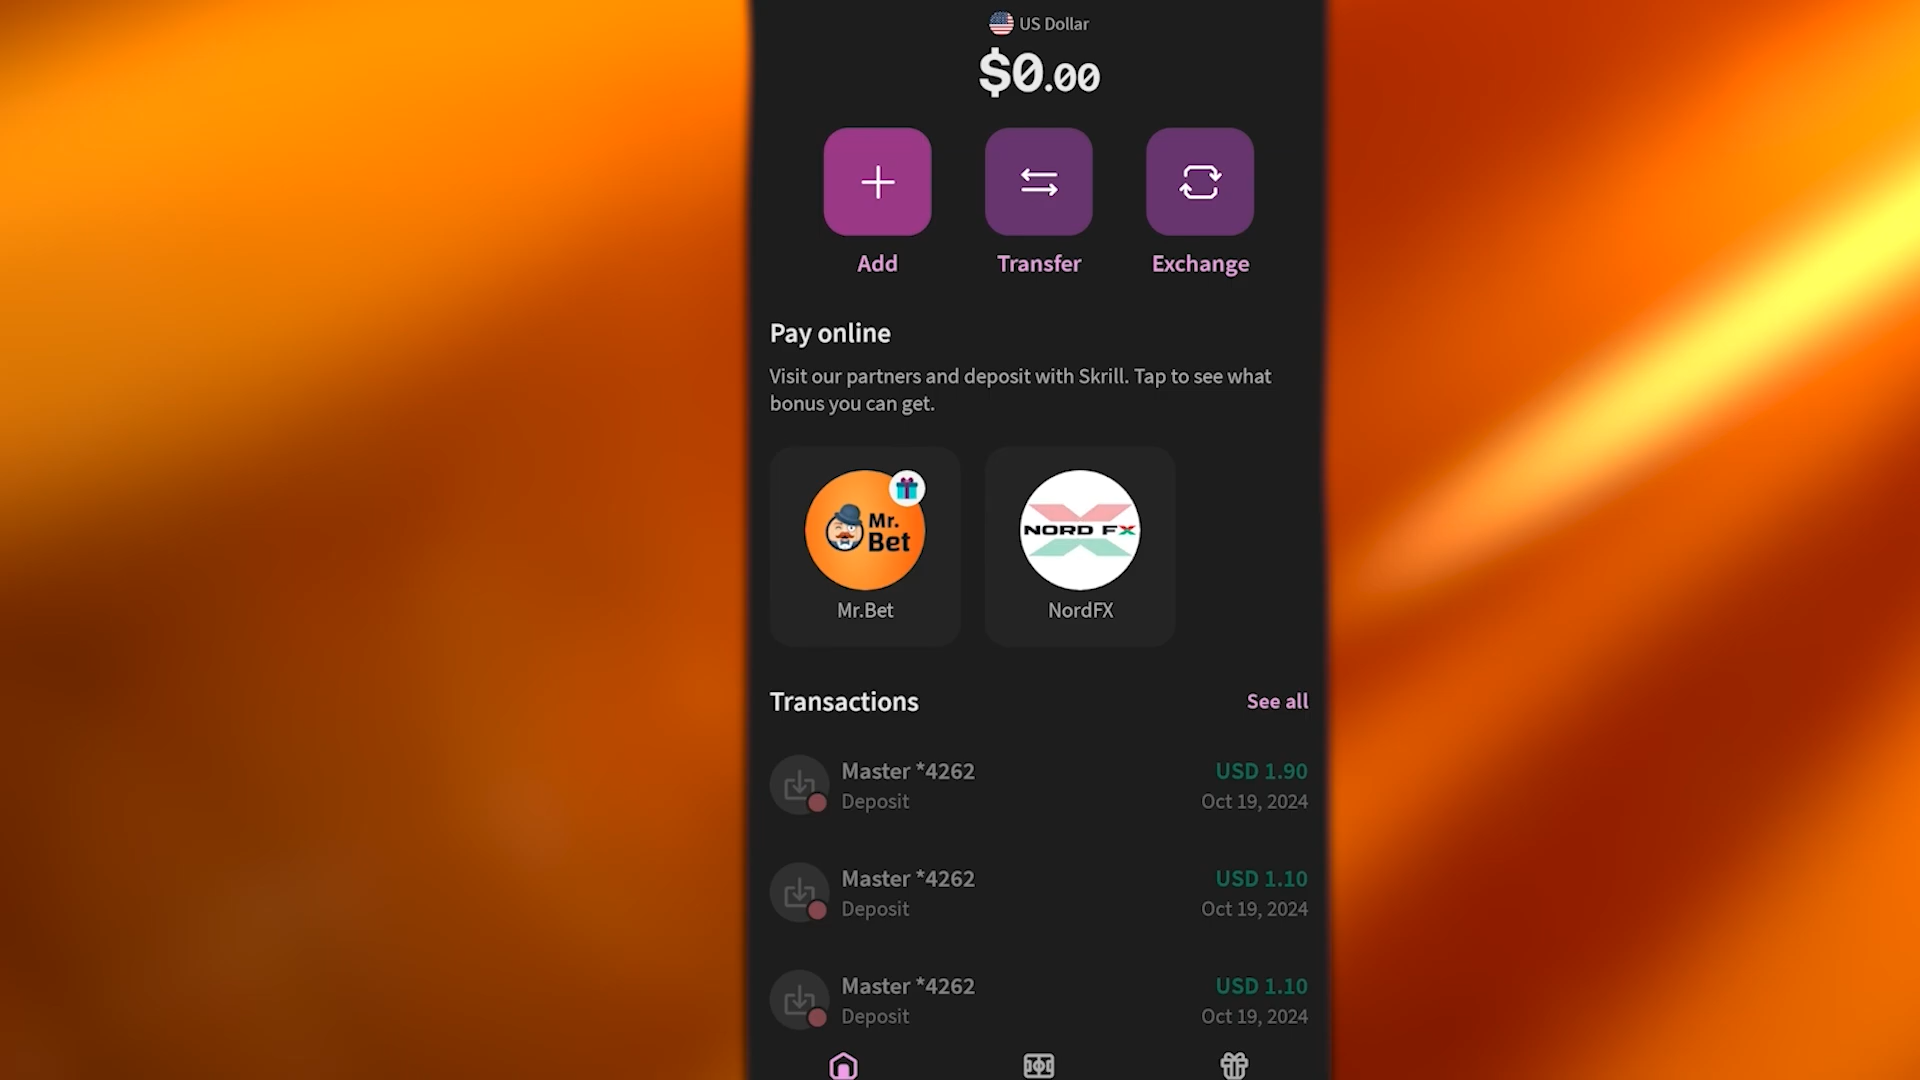 US Dollar
$0.00
Add
Transfer
Exchange
Pay online
Visit our partners and deposit with Skrill. Tap to see what
bonus you can get.
Mr.
Bet
NORD FX
Mr.Bet
NordFX
Transactions
See all
Master *4262
USD 1.90
Deposit
Oct 19, 2024
Master *4262
USD 1.10
Deposit
Oct 19, 2024
Master *4262
USD 1.10
Deposit
Oct 19, 2024